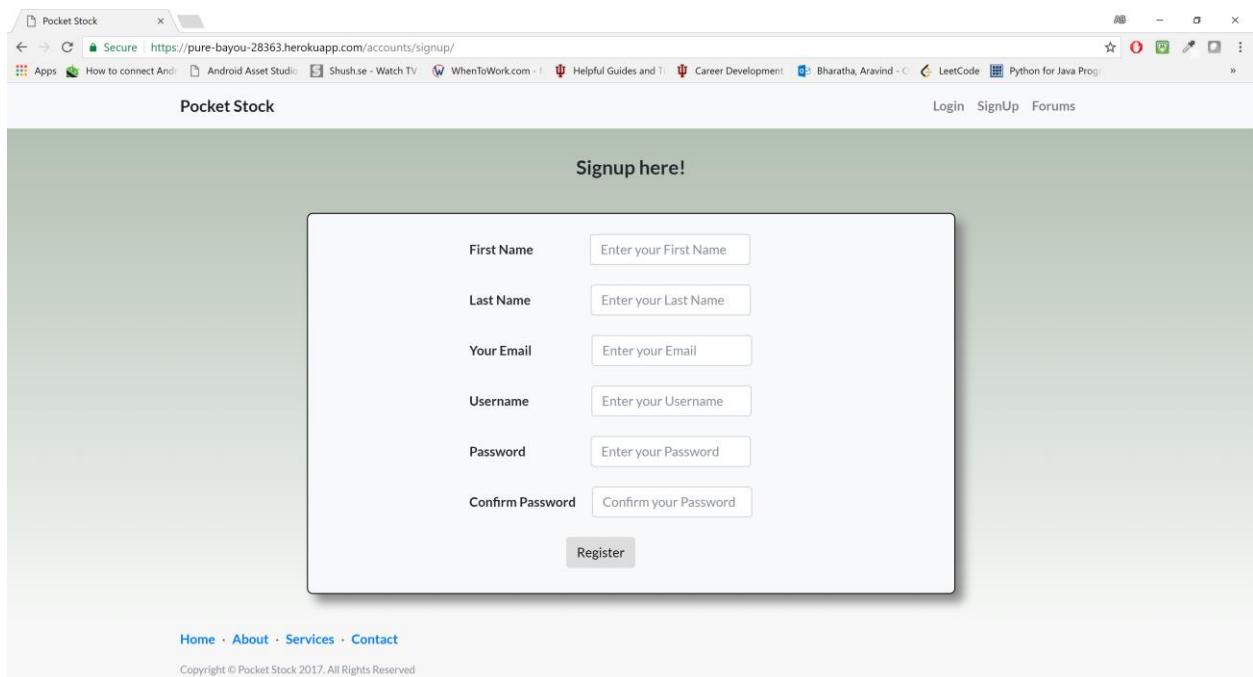 Pocket Stock
AB
Secure https://pure-bayou-28363.herokuapp.com/accounts/signup/
Apps How to connect Andr Android Asset Studio Shush.se - Watch TV WhenToWork.com - Helpful Guides and Ti Career Development Bharatha, Aravind - O LeetCode Python for Java Progr »
Pocket Stock Login SignUp Forums
Signup here!
First Name Enter your First Name
Last Name Enter your Last Name
Your Email Enter your Email
Username Enter your Username
Password Enter your Password
Confirm Password Confirm your Password
Register
Home · About · Services · Contact
Copyright © Pocket Stock 2017. All Rights Reserved